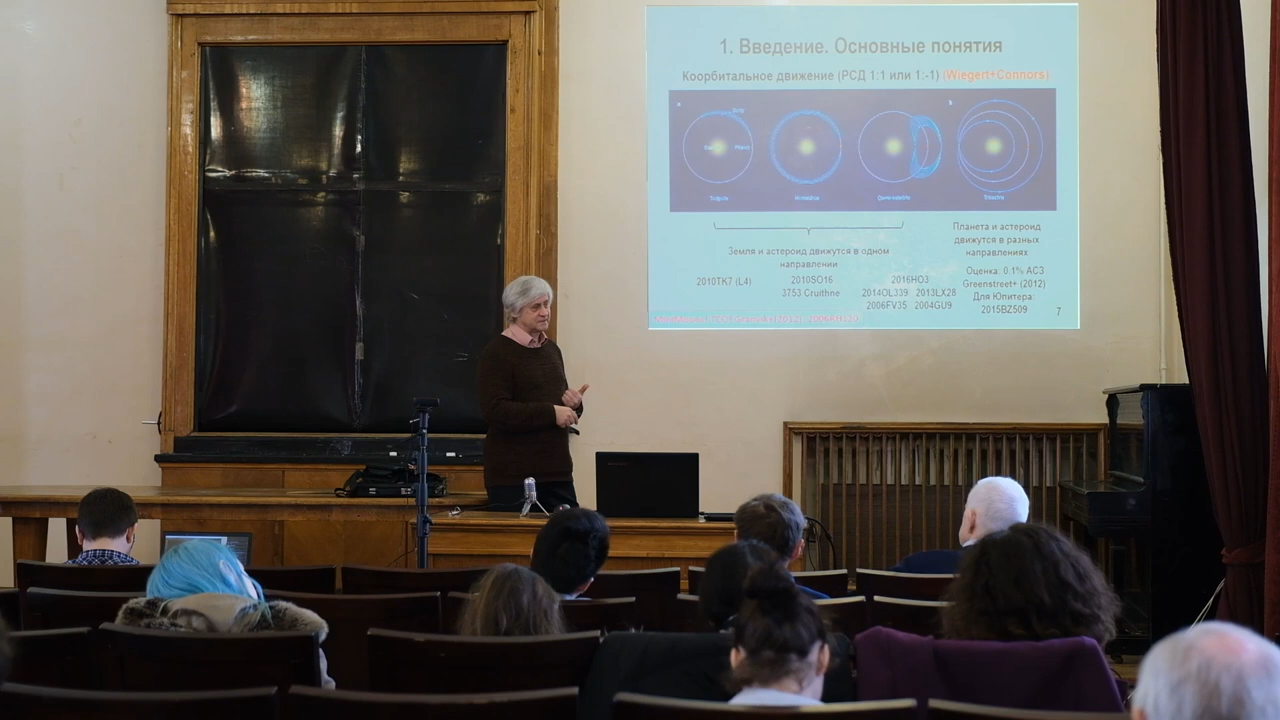 1. Введение. Основные понятия
Коорбитальное движение (РСД 1:1 или 1:-1) (Wiegert+Connors)
Земля и астероид движутся в одном
направлении
2010TK7 (L4)
2010SO16
3753 Cruithne
2016HO3
2014OL339 2013LX28
2006FV35 2004GU9
Планета и астероид
движутся в разных
направлениях
Оценка: 0.1% АСЗ
Greenstreet+ (2012)
Для Юпитера:
2015BZ509
7